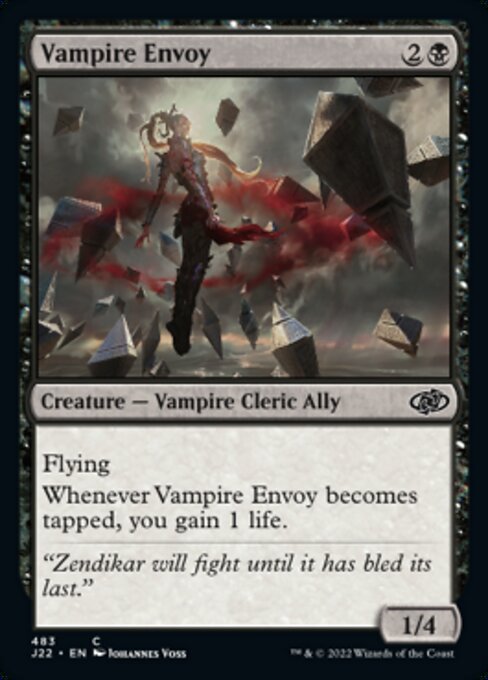 Vampire Envoy 2
Creature — Vampire Cleric Ally
Flying
Whenever Vampire Envoy becomes
tapped, you gain 1 life.
"Zendikar will fight until it has bled its
last."
1/4
483 C
J22 • EN Johannes Voss ™ & © 2022 Wizards of the Coast